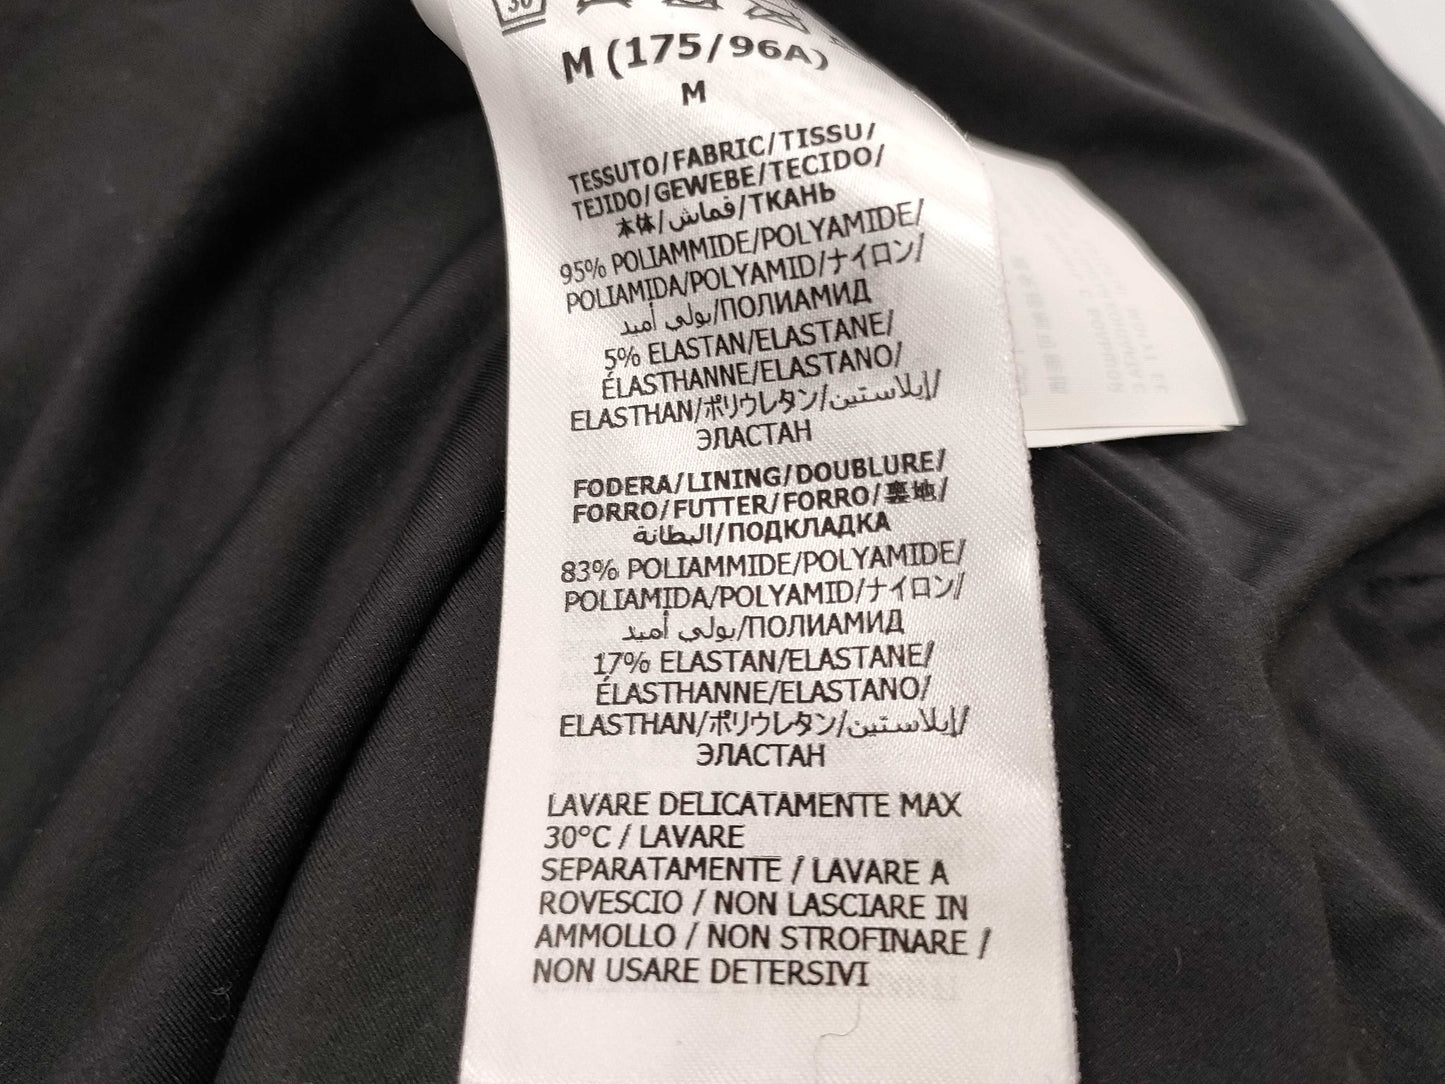 30
M (175/96A)
M
TESSUTO/FABRIC/TISSU/
TEJIDO/GEWEBE/TECIDO/
本体/قماش/ТКАНЬ
95% POLIAMMIDE/POLYAMIDE/
POLIAMIDA/POLYAMID/ナイロン/
بولي أميد/ПОЛИАМИД
5% ELASTAN/ELASTANE/
ÉLASTHANNE/ELASTANO/
ELASTHAN/ポリウレタン/إيلاستين/
ЭЛАСТАН
FODERA/LINING/DOUBLURE/
FORRO/FUTTER/FORRO/裏地/
البطانة/ПОДКЛАДКА
83% POLIAMMIDE/POLYAMIDE/
POLIAMIDA/POLYAMID/ナイロン/
بولي أميد/ПОЛИАМИД
17% ELASTAN/ELASTANE/
ÉLASTHANNE/ELASTANO/
ELASTHAN/ポリウレタン/إيلاستين/
ЭЛАСТАН
LAVARE DELICATAMENTE MAX
30°C / LAVARE
SEPARATAMENTE / LAVARE A
ROVESCIO / NON LASCIARE IN
AMMOLLO / NON STROFINARE /
NON USARE DETERSIVI